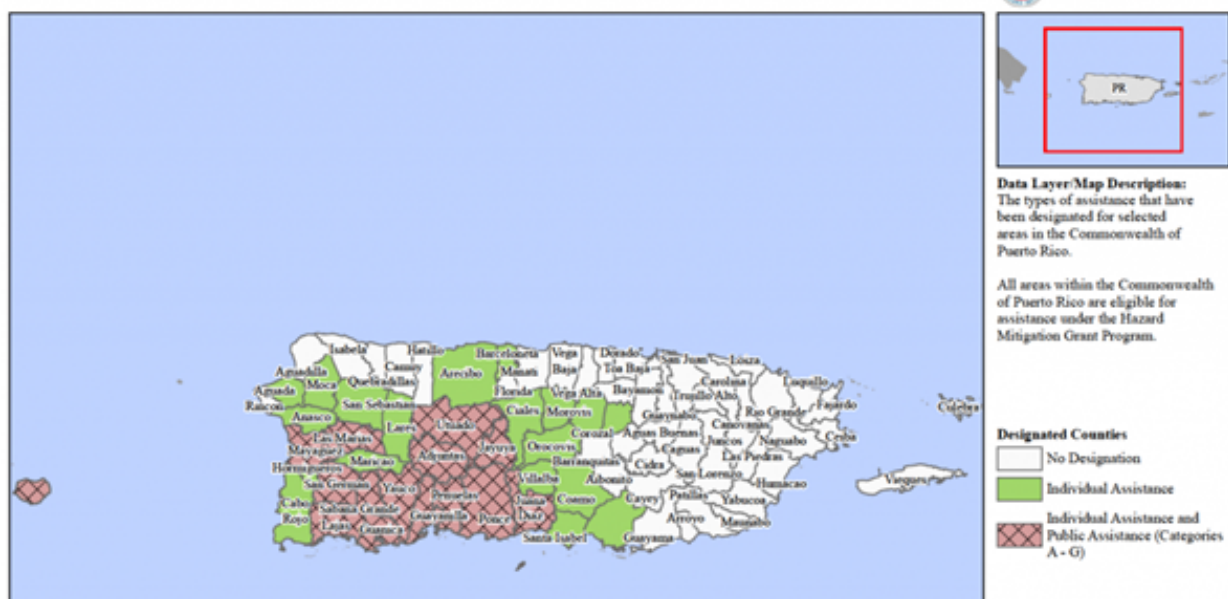 PR
Data Layer/Map Description:
The types of assistance that have
been designated for selected
areas in the Commonwealth of
Puerto Rico.
All areas within the Commonwealth
of Puerto Rico are eligible for
assistance under the Hazard
Mitigation Grant Program.
Designated Counties
No Designation
Individual Assistance
Individual Assistance and
Public Assistance (Categories
A - G)
Isabela
Hatillo
Camuy
Barceloneta
Vega
Baja
Dorado
Toa Baja
San Juan
Loiza
Aguadilla
Moca
Quebradillas
Arecibo
Manati
Florida
Vega Alta
Bayamon
Carolina
Trujillo Alto
Luquillo
Aguada
Rincon
San Sebastian
Ciales
Morovis
Guaynabo
Rio Grande
Fajardo
Culebra
Anasco
Lares
Utuado
Corozal
Aguas Buenas
Canovanas
Ceiba
Las Marias
Mayaguez
Adjuntas
Jayuya
Orocovis
Barranquitas
Caguas
Juncos
Naguabo
Las Piedras
Hormigueros
Maricao
Villalba
Aibonito
Cidra
San Lorenzo
Humacao
Vieques
San German
Yauco
Penuelas
Coamo
Cayey
Patillas
Yabucoa
Cabo
Rojo
Sabana Grande
Lajas
Guanica
Guayanilla
Ponce
Juana
Diaz
Santa Isabel
Guayama
Arroyo
Maunabo